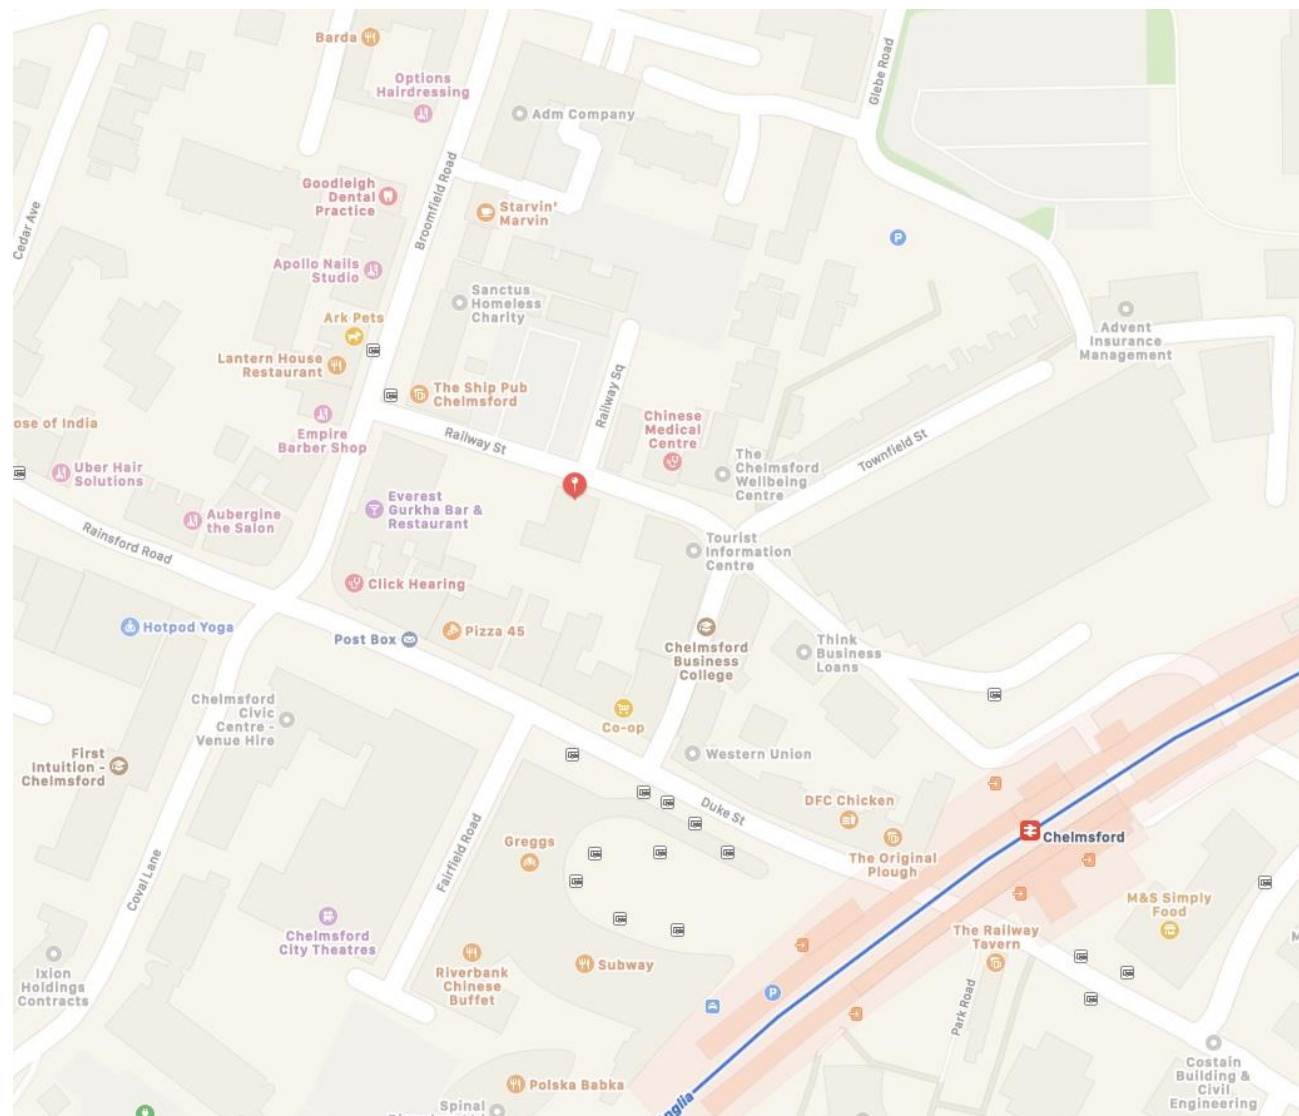 Barda
Options
Hairdressing
Adm Company
Glebe Road
Goodleigh
Dental
Practice
Broomfield Road
Starvin'
Marvin
Cedar Ave
Apollo Nails
Studio
P
Sanctus
Homeless
Charity
Ark Pets
Advent
Insurance
Management
Lantern House
Restaurant
The Ship Pub
Chelmsford
Railway Sq
ose of India
Empire
Barber Shop
Railway St
Chinese
Medical
Centre
Townfield St
Uber Hair
Solutions
The
Chelmsford
Wellbeing
Centre
Aubergine
the Salon
Everest
Gurkha Bar &
Restaurant
Rainsford Road
Tourist
Information
Centre
Click Hearing
Hotpod Yoga
Post Box
Pizza 45
Chelmsford
Business
College
Think
Business
Loans
Chelmsford
Civic
Centre -
Venue Hire
Co-op
First
Intuition -
Chelmsford
Western Union
Duke St
DFC Chicken
Chelmsford
Fairfield Road
Greggs
The Original
Plough
Coval Lane
M&S Simply
Food
Chelmsford
City Theatres
The Railway
Tavern
M
Ixion
Holdings
Contracts
Riverbank
Chinese
Buffet
Subway
P
Park Road
Costain
Building &
Civil
Engineering
Polska Babka
Spinal
nglia